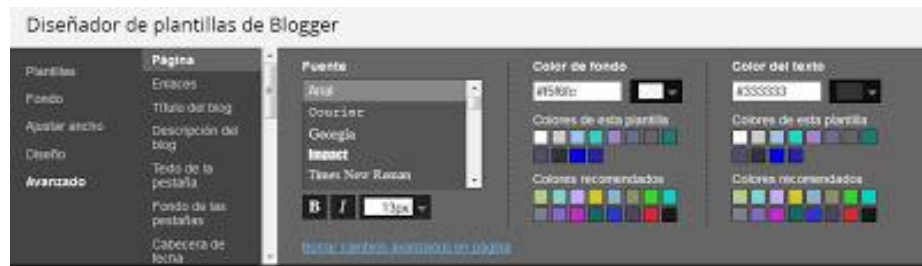 Diseñador de plantillas de Blogger
Plantillas
Fondo
Ajustar ancho
Diseño
Avanzado
Página
Enlaces
Título del blog
Descripción del
blog
Texto de la
pestaña
Fondo de las
pestañas
Cabecera de
fecha
Fuente
Arial
Courier
Georgia
Impact
Times New Roman
B I 13px
Borrar cambios avanzados en página
Color de fondo
Colores de esta plantilla
Colores recomendados
Color del texto
#333333
Colores de esta plantilla
Colores recomendados